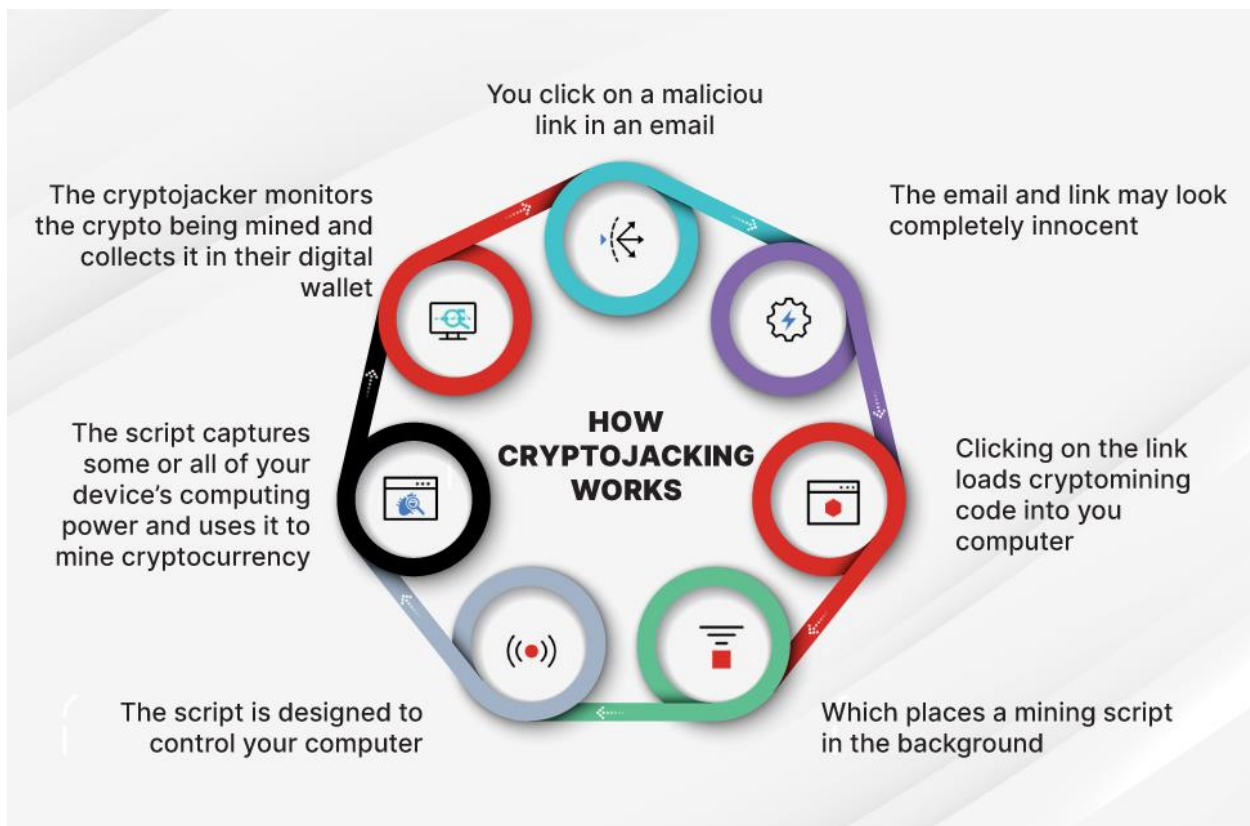 You click on a maliciou
link in an email
The email and link may look
completely innocent
Clicking on the link
loads cryptomining
code into you
computer
Which places a mining script
in the background
The script is designed to
control your computer
The script captures
some or all of your
device’s computing
power and uses it to
mine cryptocurrency
The cryptojacker monitors
the crypto being mined and
collects it in their digital
wallet
HOW
CRYPTOJACKING
WORKS